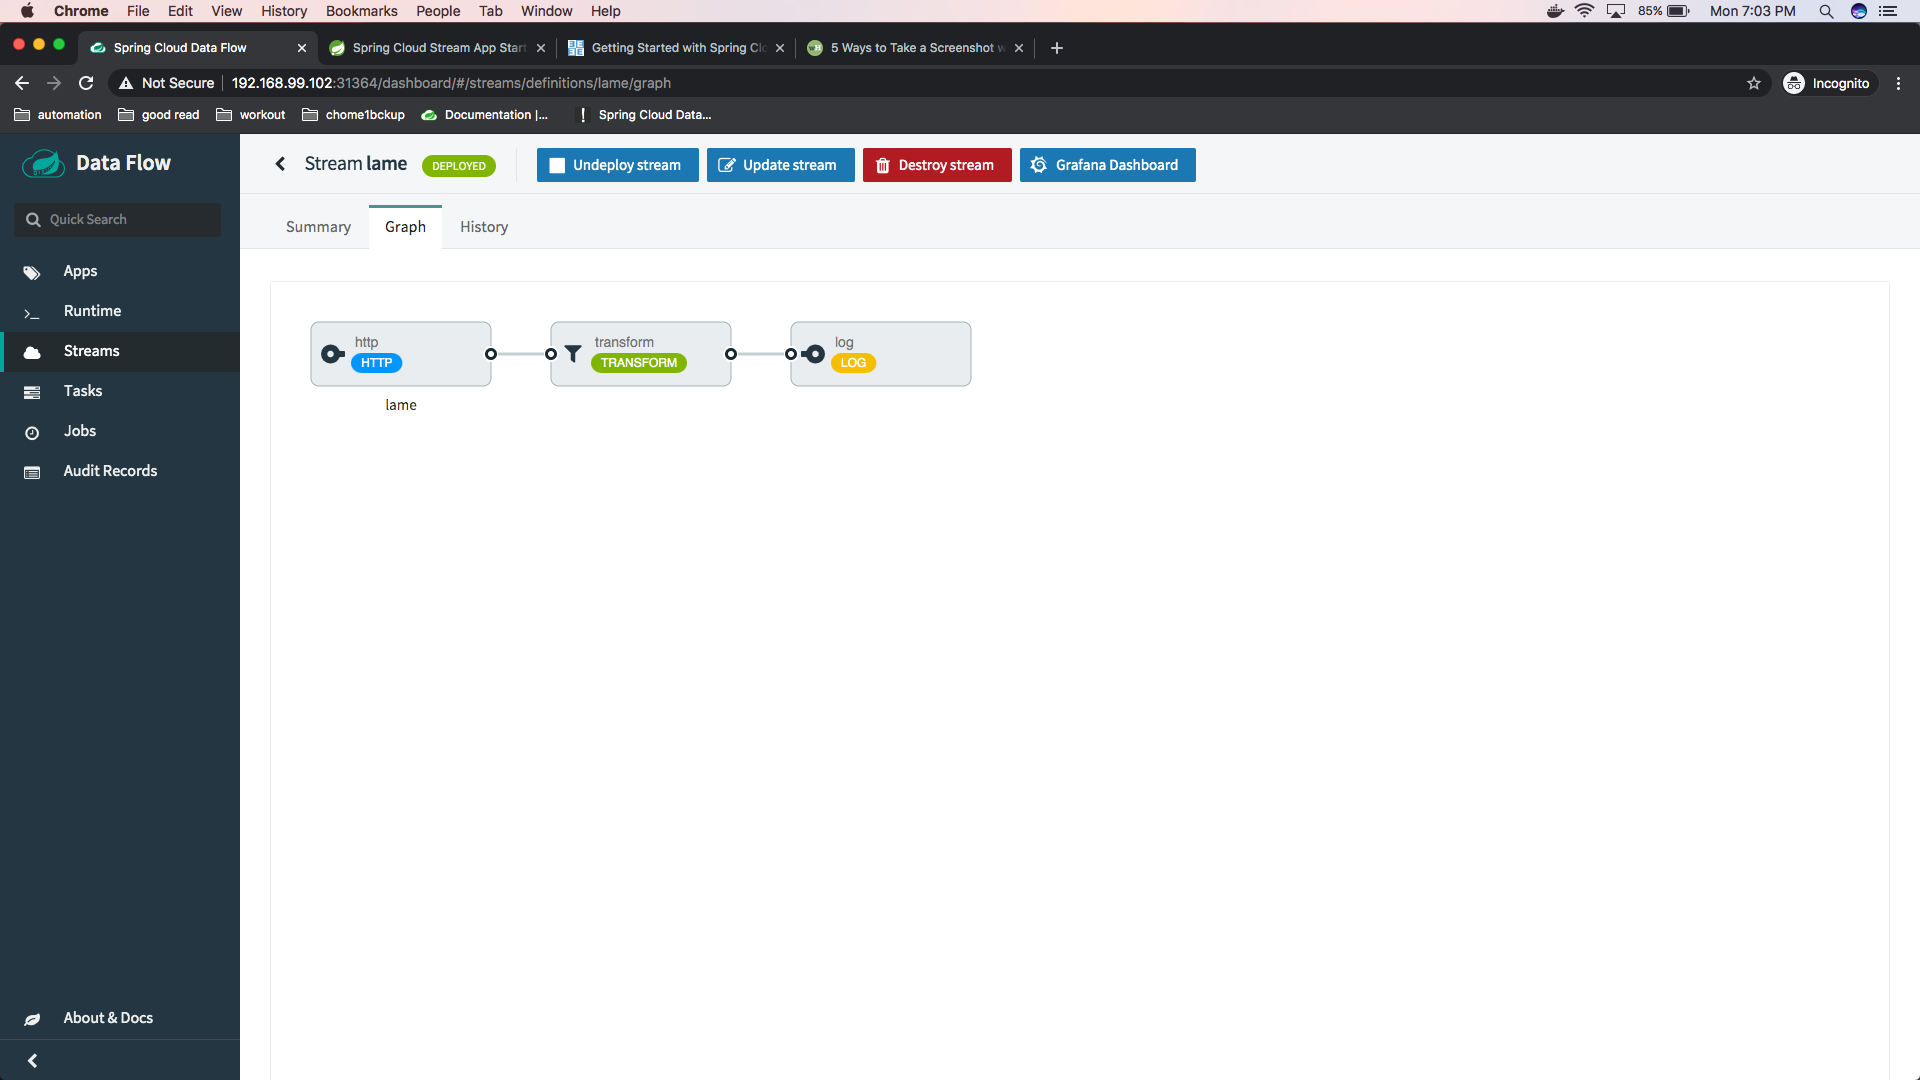 Chrome File Edit View History Bookmarks People Tab Window Help 85% Mon 7:03 PM
Spring Cloud Data Flow Spring Cloud Stream App Start Getting Started with Spring Clo 5 Ways to Take a Screenshot w
Not Secure 192.168.99.102:31364/dashboard/#/streams/definitions/lame/graph Incognito
automation good read workout chome1bckup Documentation |... Spring Cloud Data...
Data Flow
Quick Search
Apps
Runtime
Streams
Tasks
Jobs
Audit Records
About & Docs
Stream lame DEPLOYED Undeploy stream Update stream Destroy stream Grafana Dashboard
Summary Graph History
http transform log
HTTP TRANSFORM LOG
lame